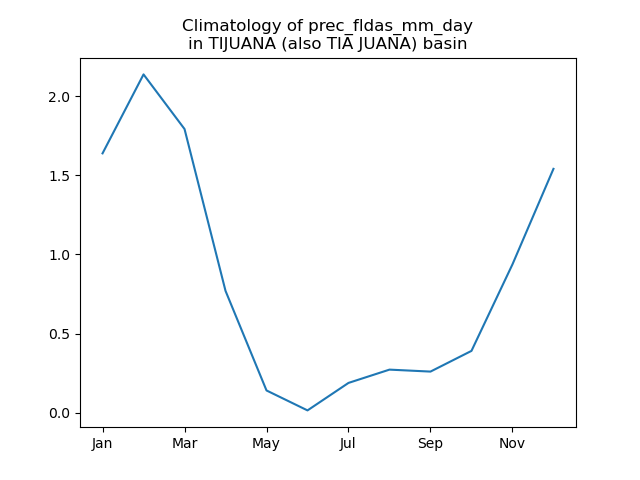 Climatology of prec_fldas_mm_day
in TIJUANA (also TIA JUANA) basin
2.0
1.5
1.0
0.5
0.0
Jan Mar May Jul Sep Nov